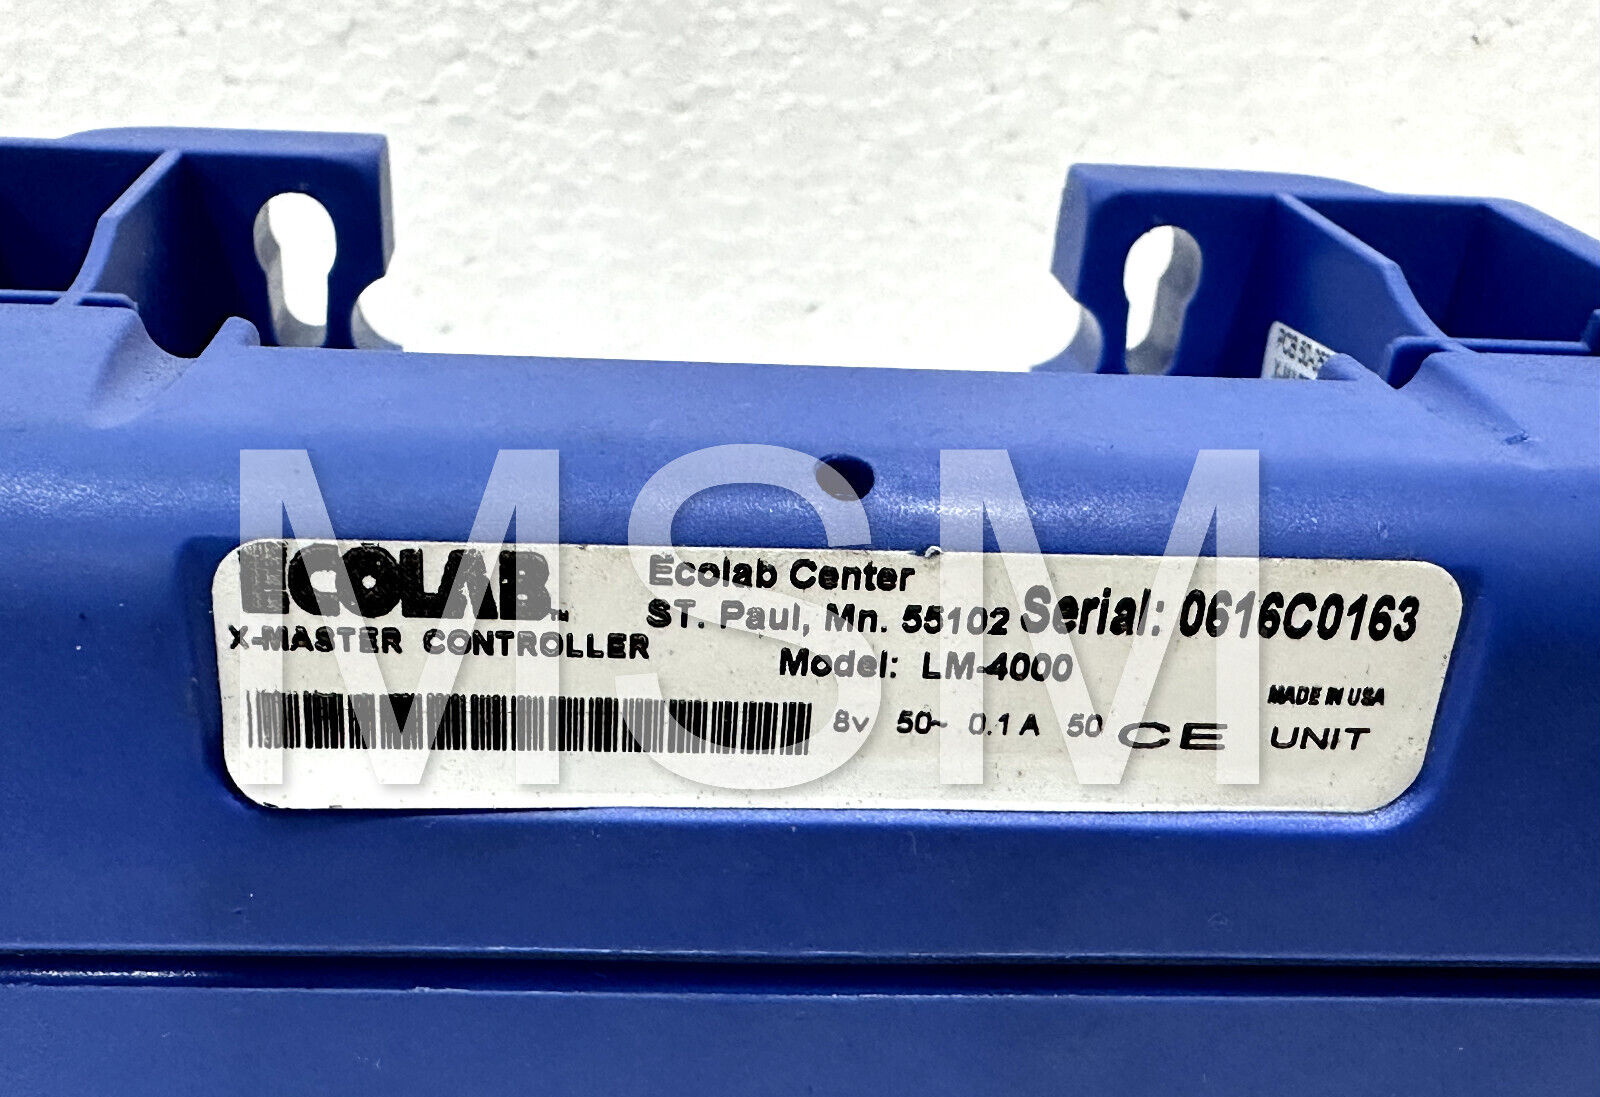 ECOLAB™
X-MASTER CONTROLLER
Ecolab Center
ST. Paul, Mn. 55102
Serial: 0616C0163
Model: LM-4000
MADE IN USA
8v 50~ 0.1 A 50 CE UNIT
MSM